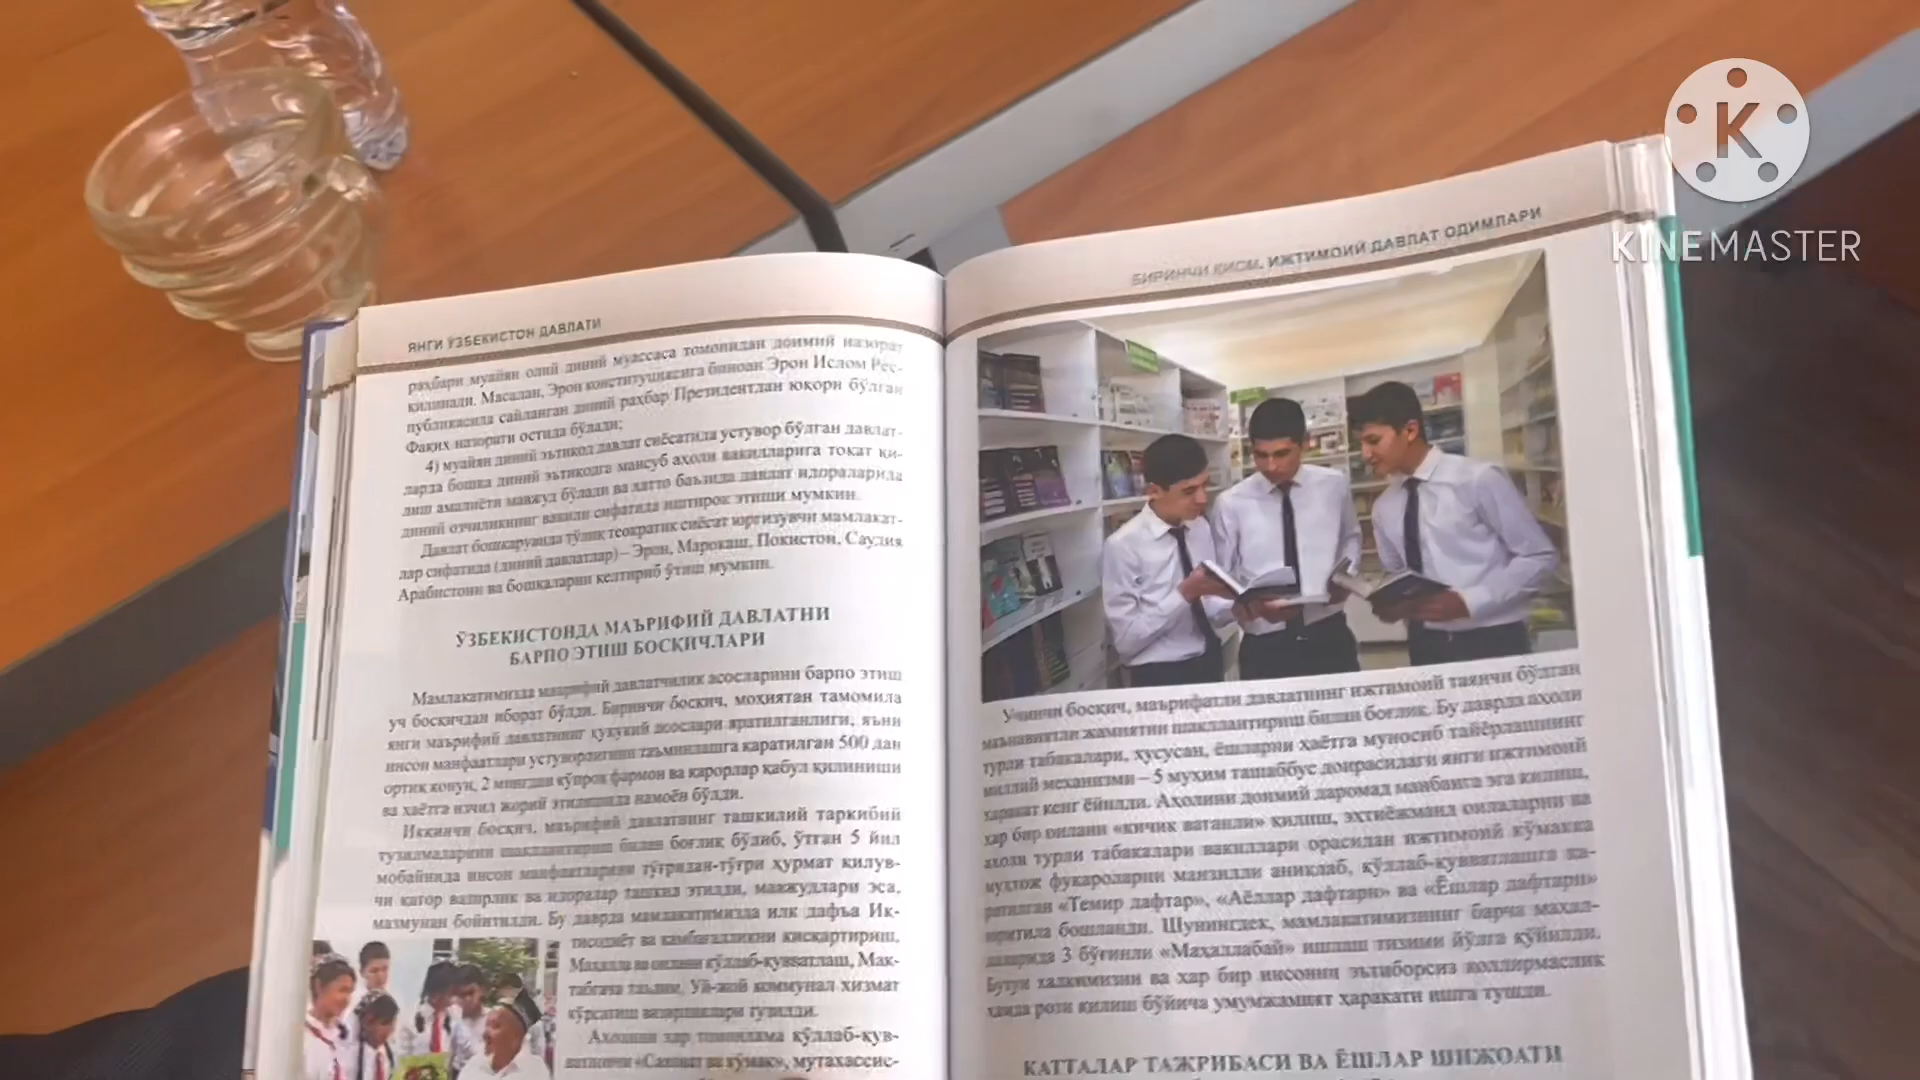 ЯНГИ ЎЗБЕКИСТОН ДАВЛАТИ
раҳбари муайян олий диний муассаса томонидан доимий назорат
қилинади. Масалан, Эрон конституциясига биноан Эрон Ислом Рес-
публикасида сайланган диний раҳбар Президентдан юқори бўлган
Фақих назорати остида бўлади;
4) муайян диний эътиқод давлат сиёсатида устувор бўлган давлат-
ларда бошқа диний эътиқодга мансуб аҳоли вакилларига тоқат қи-
лиш амалиёти мавжуд бўлади ва ҳатто баъзида давлат идораларида
диний озчиликнинг вакили сифатида иштирок этиши мумкин.
Давлат бошқарувида тўлиқ теократик сиёсат юргизувчи мамлакат-
лар сифатида (диний давлатлар) – Эрон, Марокаш, Покистон, Саудия
Арабистони ва бошқаларни келтириб ўтиш мумкин.
ЎЗБЕКИСТОНДА МАЪРИФИЙ ДАВЛАТНИ
БАРПО ЭТИШ БОСҚИЧЛАРИ
Мамлакатимизда маърифий давлатчилик асосларини барпо этиш
уч босқичдан иборат бўлди. Биринчи босқич, моҳиятан тамомила
янги маърифий давлатнинг ҳуқуқий асослари яратилганлиги, яъни
инсон манфаатлари устуворлигини таъминлашга қаратилган 500 дан
ортиқ қонун, 2 мингдан кўпроқ фармон ва қарорлар қабул қилиниши
ва ҳаётга изчил жорий этилишида намоён бўлди.
Иккинчи босқич, маърифий давлатнинг ташкилий таркибий
тузилмаларини шакллантириш билан боғлиқ бўлиб, ўтган 5 йил
мобайнида инсон манфаатларини тўғридан-тўғри ҳурмат қилув-
чи қатор вазирлик ва идоралар ташкил этилди, мавжудлари эса,
мазмунан бойитилди. Бу даврда мамлакатимизда илк дафъа Иқ-
тисодиёт ва камбағалликни қисқартириш,
Маҳалла ва оилани қўллаб-қувватлаш, Мак-
табгача таълим, Уй-жой коммунал хизмат
кўрсатиш вазирликлари тузилди.
Аҳолини ҳар томонлама қўллаб-қув-
ватловчи «Саховат ва кўмак», мутахассис-
БИРИНЧИ ҚИСМ. ИЖТИМОИЙ ДАВЛАТ ОДИМЛАРИ
Учинчи босқич, маърифатли давлатнинг ижтимоий таянчи бўлган
маънавиятли жамиятни шакллантириш билан боғлиқ. Бу даврда аҳоли
турли табақалари, хусусан, ёшларни ҳаётга муносиб тайёрлашнинг
миллий механизми – 5 муҳим ташаббус доирасидаги янги ижтимоий
ҳаракат кенг ёйилди. Аҳолини доимий даромад манбаига эга қилиш,
ҳар бир оилани «кичик ватанли» қилиш, эҳтиёжманд оилаларни ва
аҳоли турли табақалари вакиллари орасидан ижтимоий кўмакка
муҳтож фуқароларни манзилли аниқлаб, қўллаб-қувватлашга қа-
ратилган «Темир дафтар», «Аёллар дафтари» ва «Ёшлар дафтари»
юритила бошланди. Шунингдек, мамлакатимизнинг барча маҳал-
лаларида 3 бўғинли «Маҳаллабай» ишлаш тизими йўлга қўйилди.
Бутун халқимизни ва ҳар бир инсонни эътиборсиз қолдирмаслик
ҳамда рози қилиш бўйича умумжамият ҳаракати ишга тушди.
КАТТАЛАР ТАЖРИБАСИ ВА ЁШЛАР ШИЖОАТИ
K
KINEMASTER